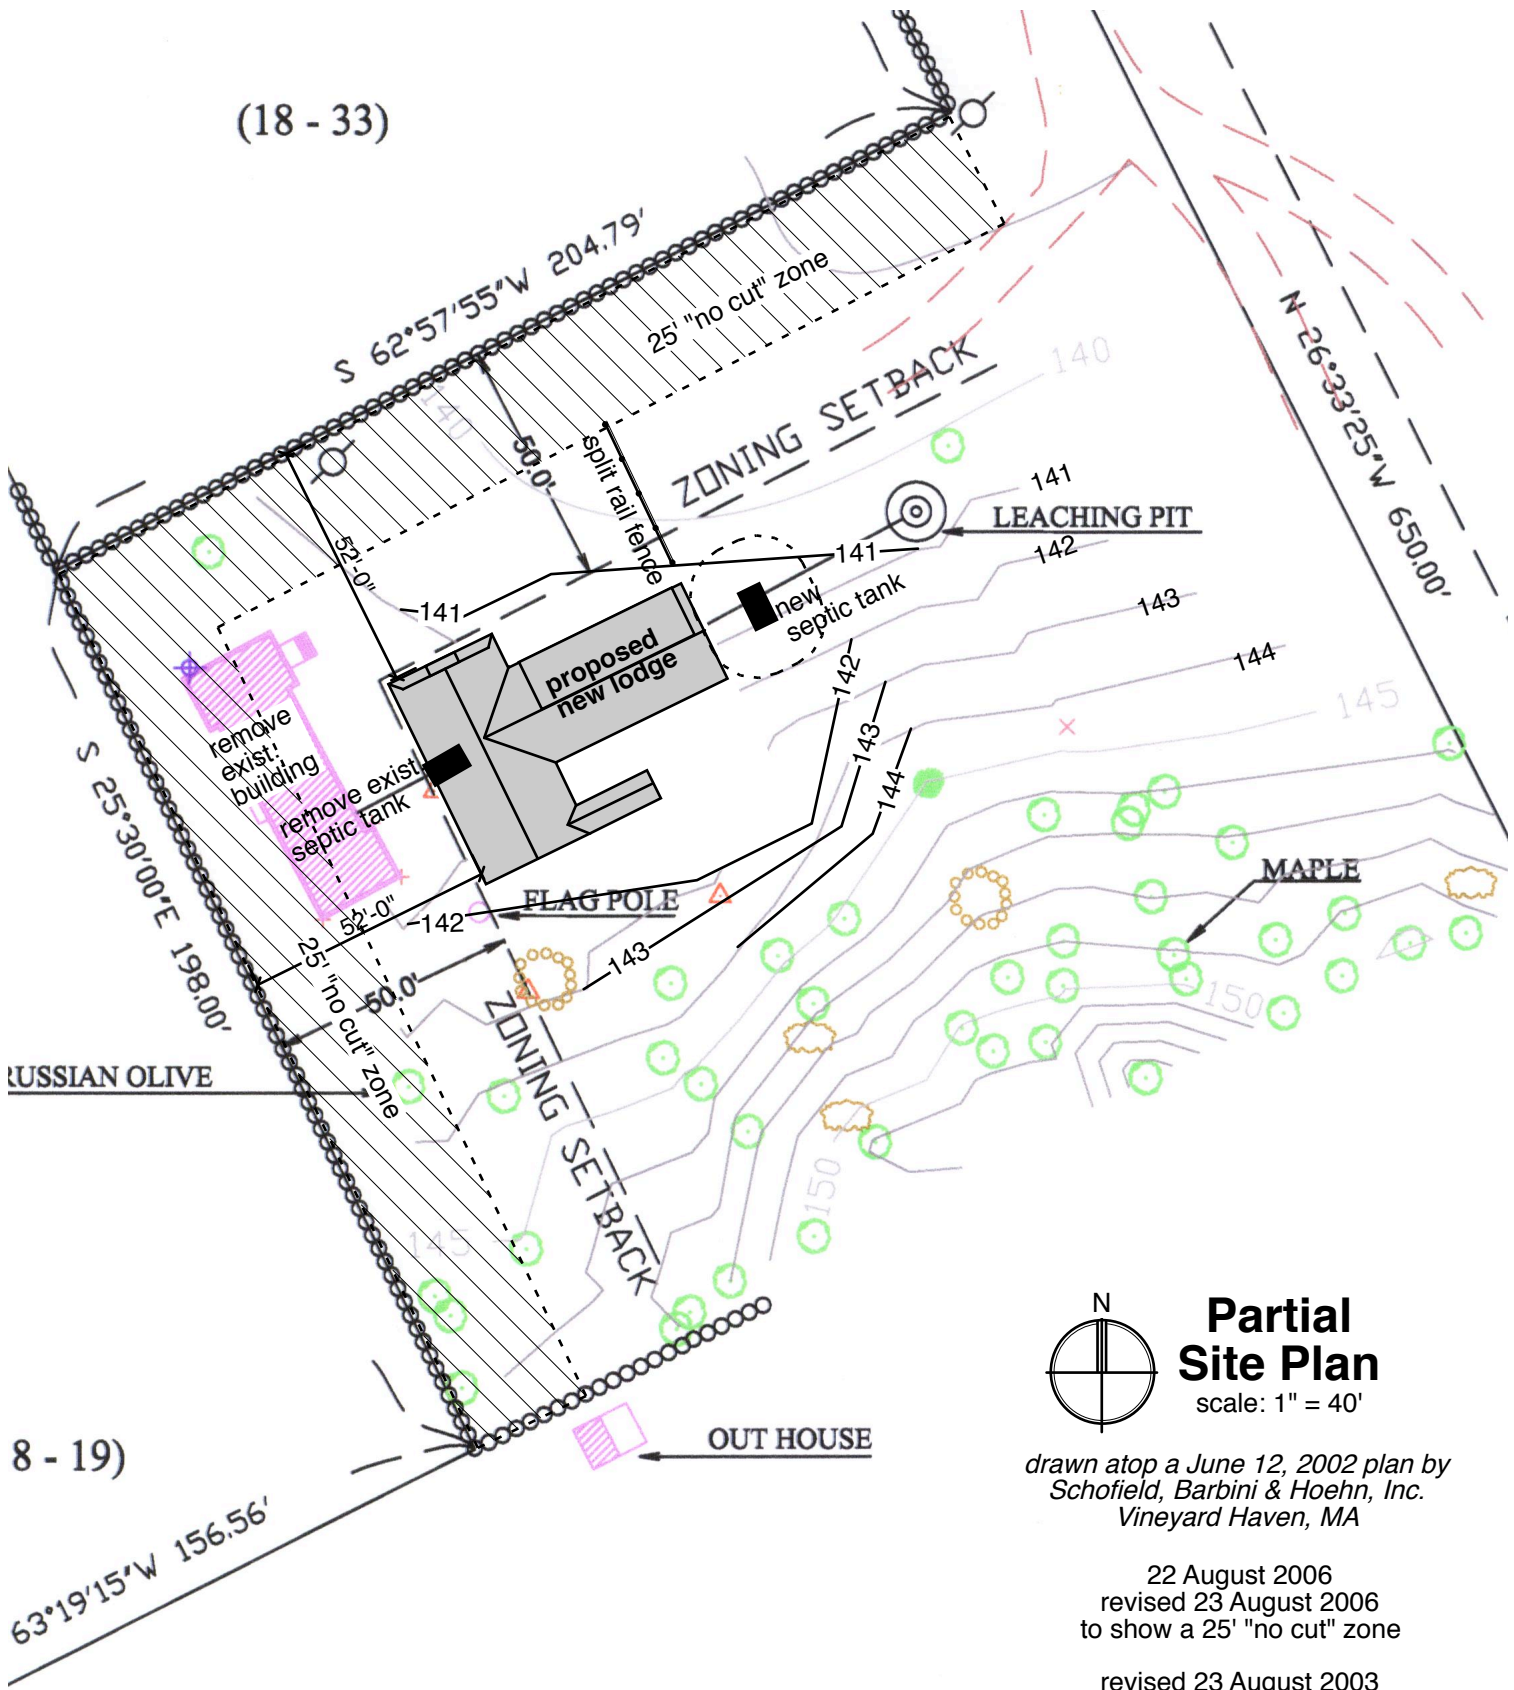 (18 - 33)
S 62°57'55"W 204.79'
25' "no cut" zone
ZONING SETBACK
140
N 26°33'25"W 650.00'
140
50.0'
split rail fence
52'-0"
141
LEACHING PIT
141
142
141
new
septic tank
143
144
145
proposed
new lodge
142
143
144
remove
exist.
building
remove exist.
septic tank
S 25°30'00"E 198.00'
MAPLE
FLAG POLE
52'-0"
142
143
25' "no cut" zone
50.0'
ZONING SETBACK
RUSSIAN OLIVE
150
150
145
N
Partial
Site Plan
scale: 1" = 40'
OUT HOUSE
8 - 19)
63°19'15"W 156.56'
drawn atop a June 12, 2002 plan by
Schofield, Barbini & Hoehn, Inc.
Vineyard Haven, MA
22 August 2006
revised 23 August 2006
to show a 25' "no cut" zone
revised 23 August 2003